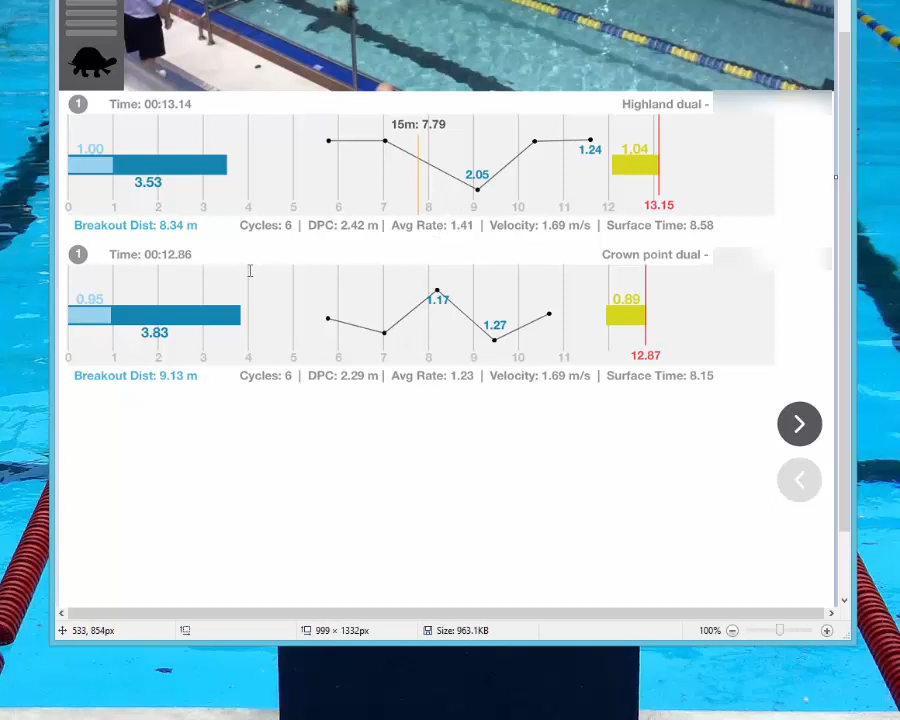 1 Time: 00:13.14 Highland dual -
15m: 7.79
1.00 2.05 1.24 1.04
3.53
0 1 2 3 4 5 6 7 8 9 10 11 12 13.15
Breakout Dist: 8.34 m Cycles: 6 | DPC: 2.42 m | Avg Rate: 1.41 | Velocity: 1.69 m/s | Surface Time: 8.58
1 Time: 00:12.86 Crown point dual -
0.95 1.17 0.89
3.83 1.27
0 1 2 3 4 5 6 7 8 9 10 11 12.87
Breakout Dist: 9.13 m Cycles: 6 | DPC: 2.29 m | Avg Rate: 1.23 | Velocity: 1.69 m/s | Surface Time: 8.15
533, 854px 999 × 1332px Size: 963.1KB 100%